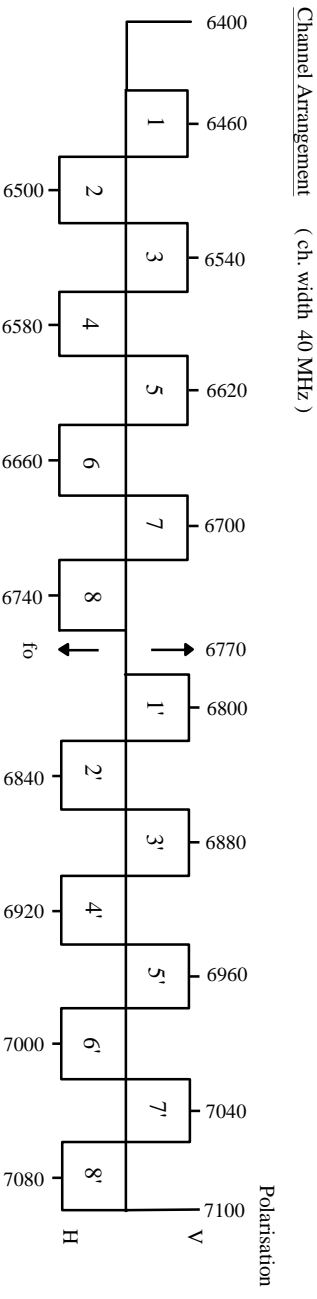 Channel Arrangement ( ch. width 40 MHz )
Polarisation
6400 6460 6540 6620 6700 6770 6800 6880 6960 7040 7100
V
1 3 5 7 1' 3' 5' 7'
2 4 6 8 2' 4' 6' 8'
H
6500 6580 6660 6740 fo 6840 6920 7000 7080